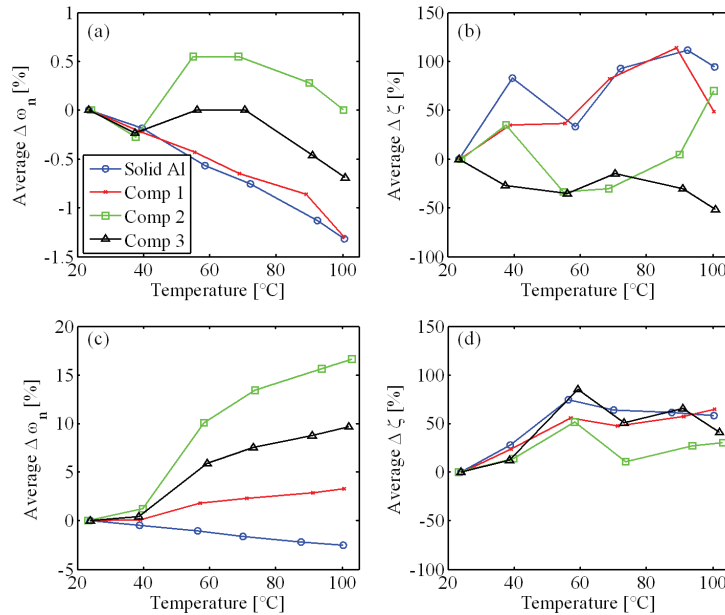 (a)
Average Δ ω_n [%]
1
0.5
0
-0.5
-1
-1.5
20 40 60 80 100
Temperature [°C]
Solid Al
Comp 1
Comp 2
Comp 3
(b)
Average Δ ζ [%]
150
100
50
0
-50
-100
20 40 60 80 100
Temperature [°C]
(c)
Average Δ ω_n [%]
20
15
10
5
0
-5
20 40 60 80 100
Temperature [°C]
(d)
Average Δ ζ [%]
150
100
50
0
-50
-100
20 40 60 80 100
Temperature [°C]